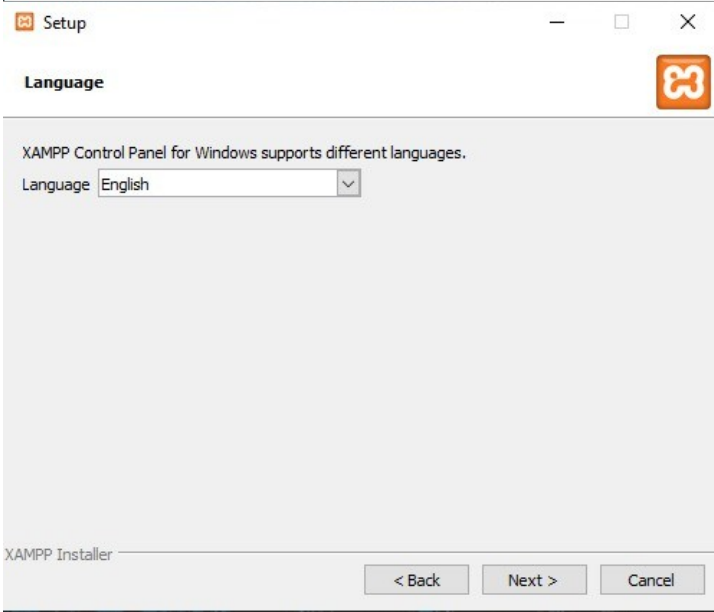 Setup
Language
XAMPP Control Panel for Windows supports different languages.
Language English
XAMPP Installer
< Back Next > Cancel